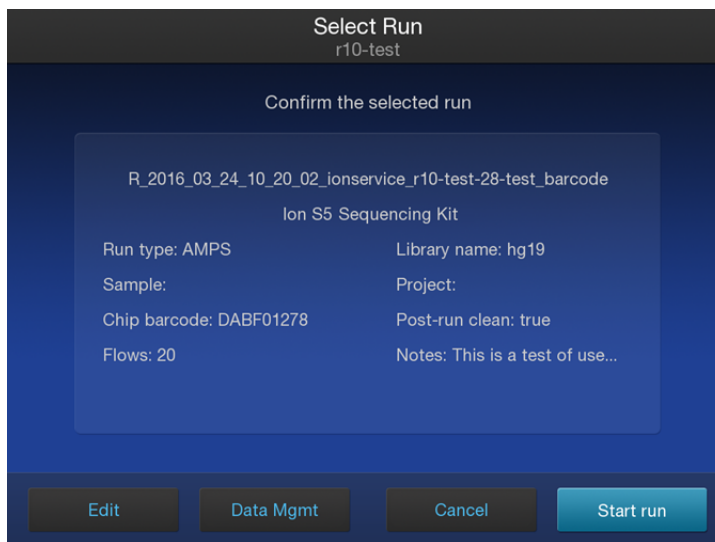 Select Run
r10-test
Confirm the selected run
R_2016_03_24_10_20_02_ionservice_r10-test-28-test_barcode
Ion S5 Sequencing Kit
Run type: AMPS
Library name: hg19
Sample:
Project:
Chip barcode: DABF01278
Post-run clean: true
Flows: 20
Notes: This is a test of use...
Edit
Data Mgmt
Cancel
Start run